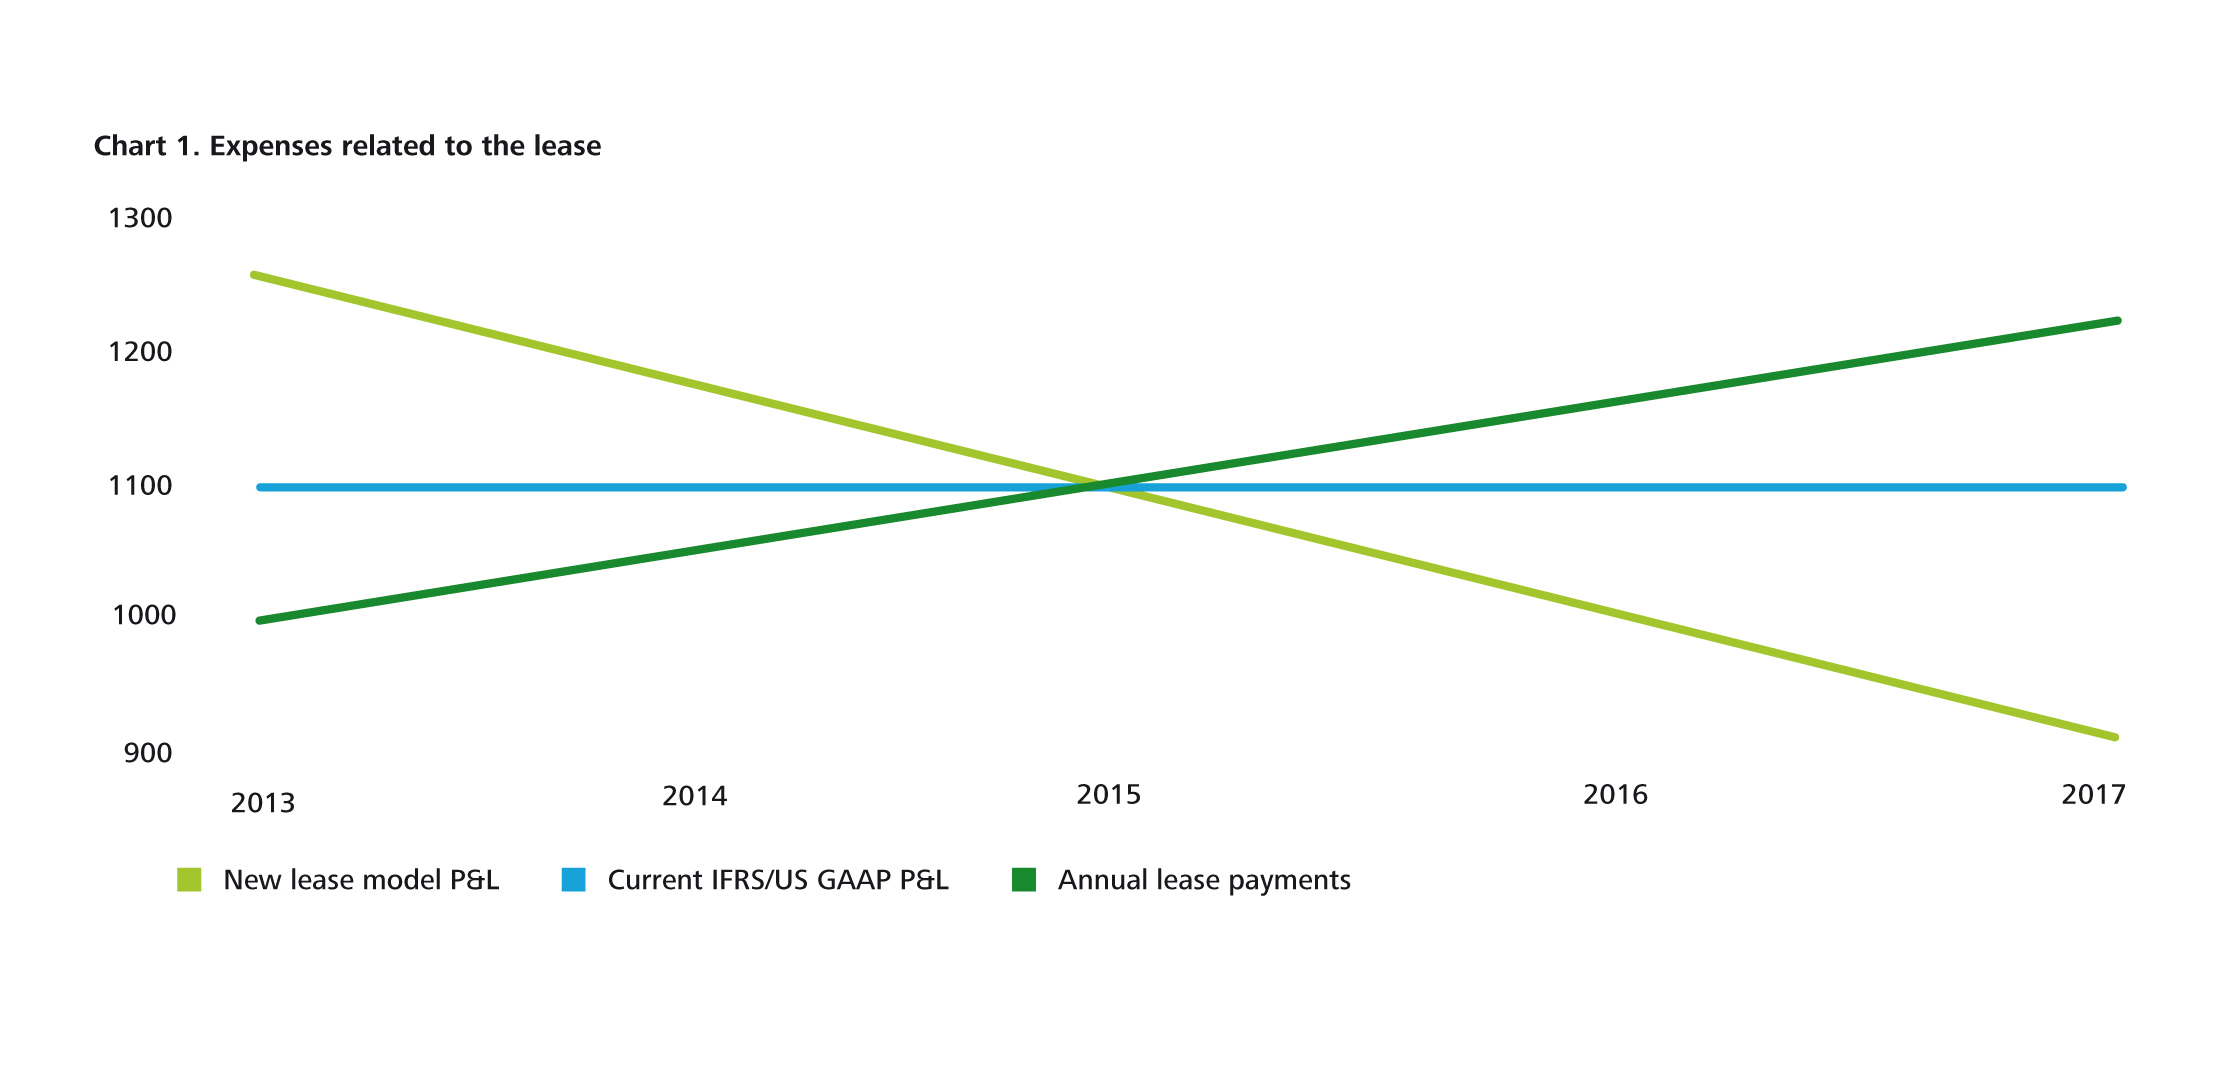 Chart 1. Expenses related to the lease
1300
1200
1100
1000
900
2013 2014 2015 2016 2017
New lease model P&L Current IFRS/US GAAP P&L Annual lease payments